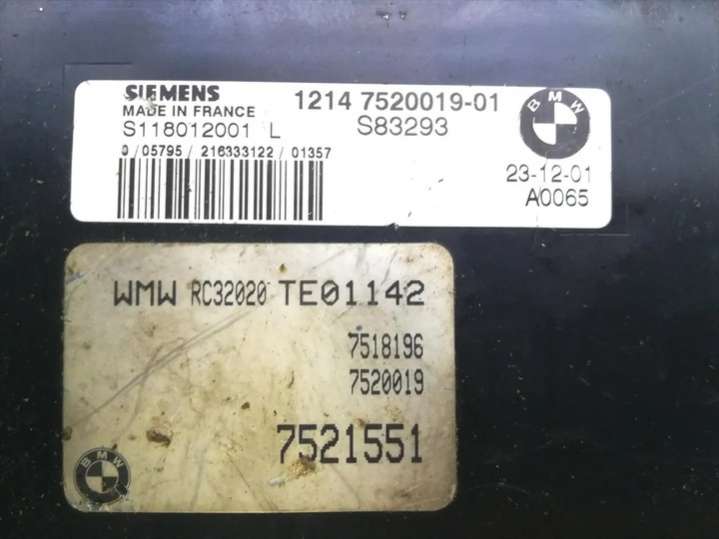 SIEMENS
MADE IN FRANCE
S118012001 L
0 / 05795 / 216333122 / 01357
1214 7520019-01
S83293
BMW
23-12-01
A0065
WMW RC32020 TE01142
7518196
7520019
7521551
BMW